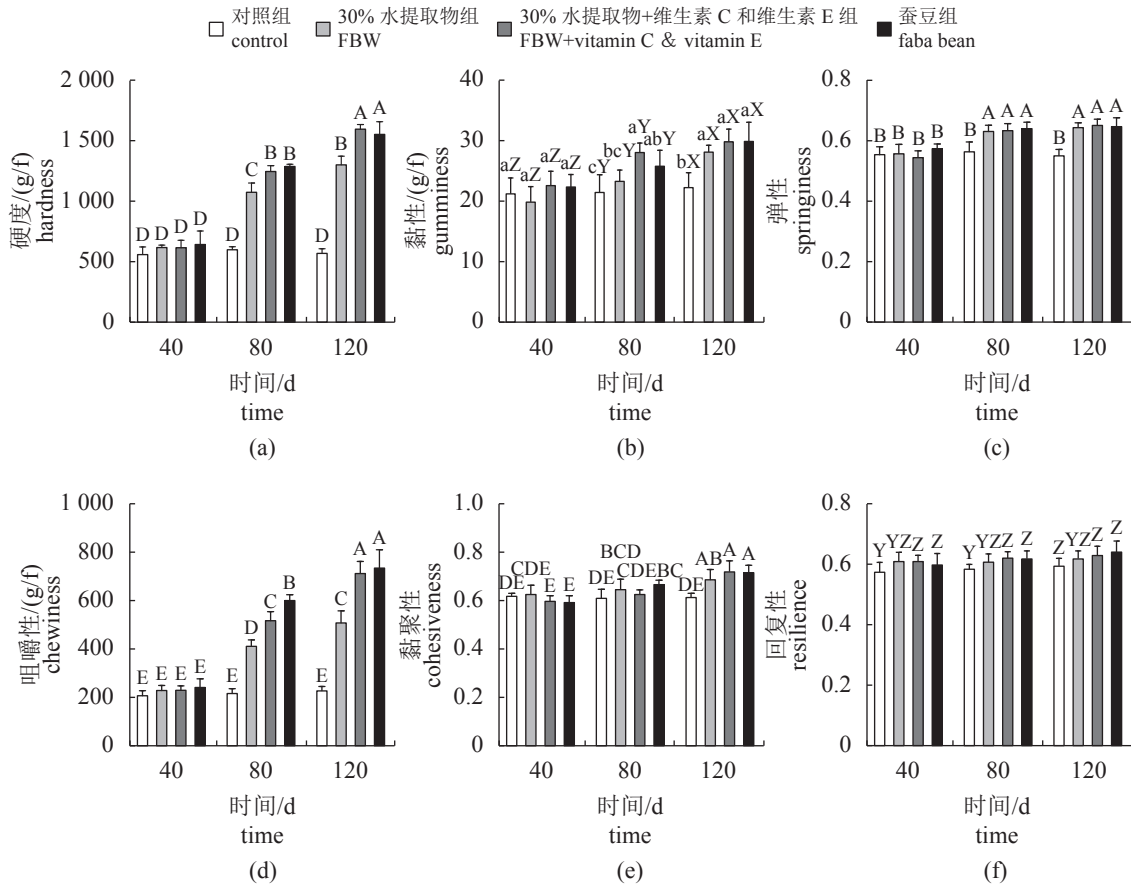 对照组 30% 水提取物组 30% 水提取物+维生素 C 和维生素 E 组 蚕豆组
control FBW FBW+vitamin C & vitamin E faba bean
硬度/(g/f)
hardness
2 000
1 500
1 000
500
0
D D D D D C B B D B A A
40 80 120
时间/d
time
(a)
黏性/(g/f)
gumminess
40
30
20
10
0
aZ aZ aZ aZ cY bcY aY abY bX aX aX aX
40 80 120
时间/d
time
(b)
弹性
springiness
0.8
0.6
0.4
0.2
0
B B B B B A A A B A A A
40 80 120
时间/d
time
(c)
咀嚼性/(g/f)
chewiness
1 000
800
600
400
200
0
E E E E E D C B E C A A
40 80 120
时间/d
time
(d)
黏聚性
cohesiveness
1.0
0.8
0.6
0.4
0.2
0
DE CDE E E DE BCD CDE BC DE AB A A
40 80 120
时间/d
time
(e)
回复性
resilience
0.8
0.6
0.4
0.2
0
Y YZ Z Z Y YZ Z Z Z YZ Z Z
40 80 120
时间/d
time
(f)